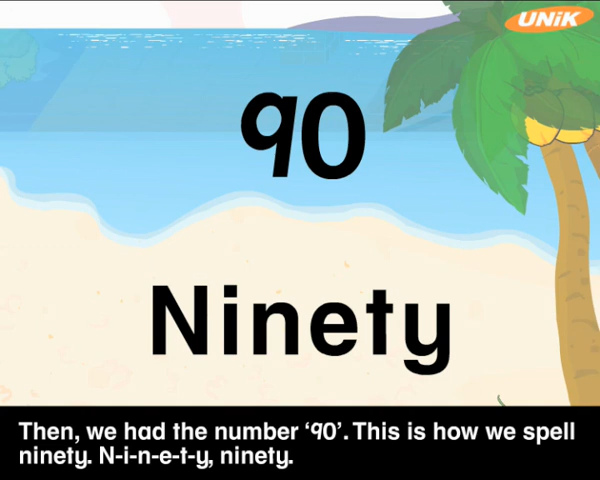 UNiK
90
Ninety
Then, we had the number ‘90’. This is how we spell
ninety. N-i-n-e-t-y, ninety.